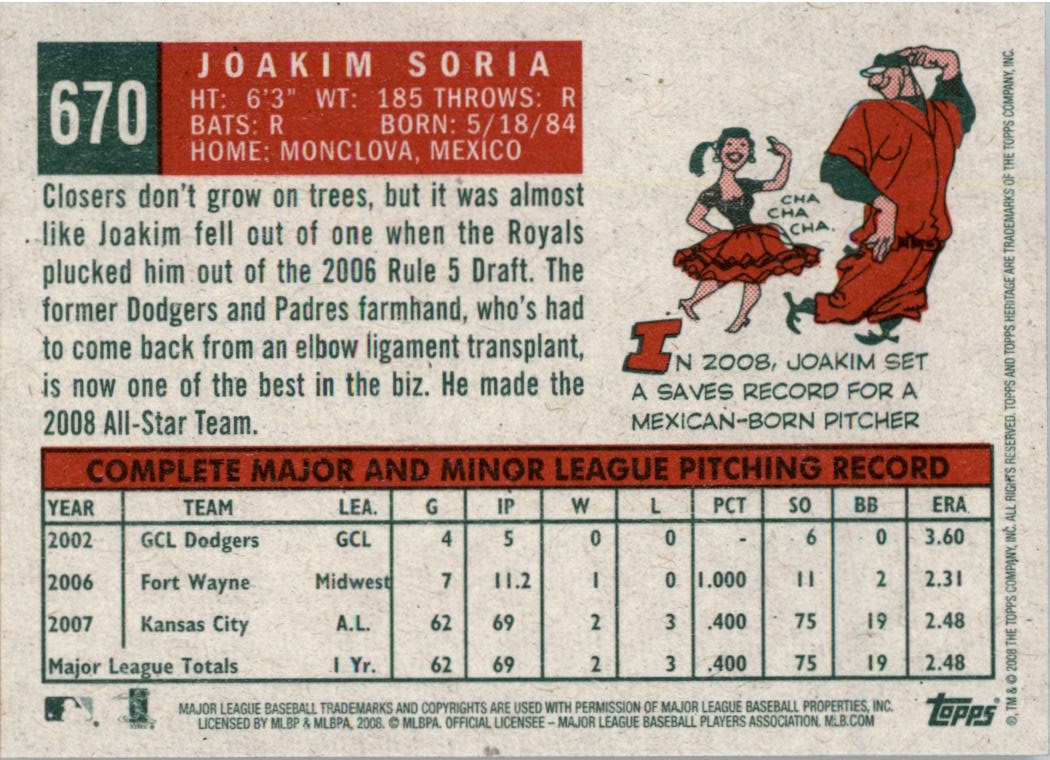 670
JOAKIM SORIA
HT: 6'3" WT: 185 THROWS: R
BATS: R BORN: 5/18/84
HOME: MONCLOVA, MEXICO
Closers don't grow on trees, but it was almost
like Joakim fell out of one when the Royals
plucked him out of the 2006 Rule 5 Draft. The
former Dodgers and Padres farmhand, who's had
to come back from an elbow ligament transplant,
is now one of the best in the biz. He made the
2008 All-Star Team.
CHA
CHA
CHA.
IN 2008, JOAKIM SET
A SAVES RECORD FOR A
MEXICAN-BORN PITCHER
COMPLETE MAJOR AND MINOR LEAGUE PITCHING RECORD
YEAR TEAM LEA. G IP W L PCT SO BB ERA
2002 GCL Dodgers GCL 4 5 0 0 - 6 0 3.60
2006 Fort Wayne Midwest 7 11.2 1 0 1.000 11 2 2.31
2007 Kansas City A.L. 62 69 2 3 .400 75 19 2.48
Major League Totals 1 Yr. 62 69 2 3 .400 75 19 2.48
MAJOR LEAGUE BASEBALL TRADEMARKS AND COPYRIGHTS ARE USED WITH PERMISSION OF MAJOR LEAGUE BASEBALL PROPERTIES, INC.
LICENSED BY MLBP & MLBPA, 2008. © MLBPA. OFFICIAL LICENSEE – MAJOR LEAGUE BASEBALL PLAYERS ASSOCIATION. MLB.COM
topps
®, TM & © 2008 THE TOPPS COMPANY, INC. ALL RIGHTS RESERVED. TOPPS AND TOPPS HERITAGE ARE TRADEMARKS OF THE TOPPS COMPANY, INC.